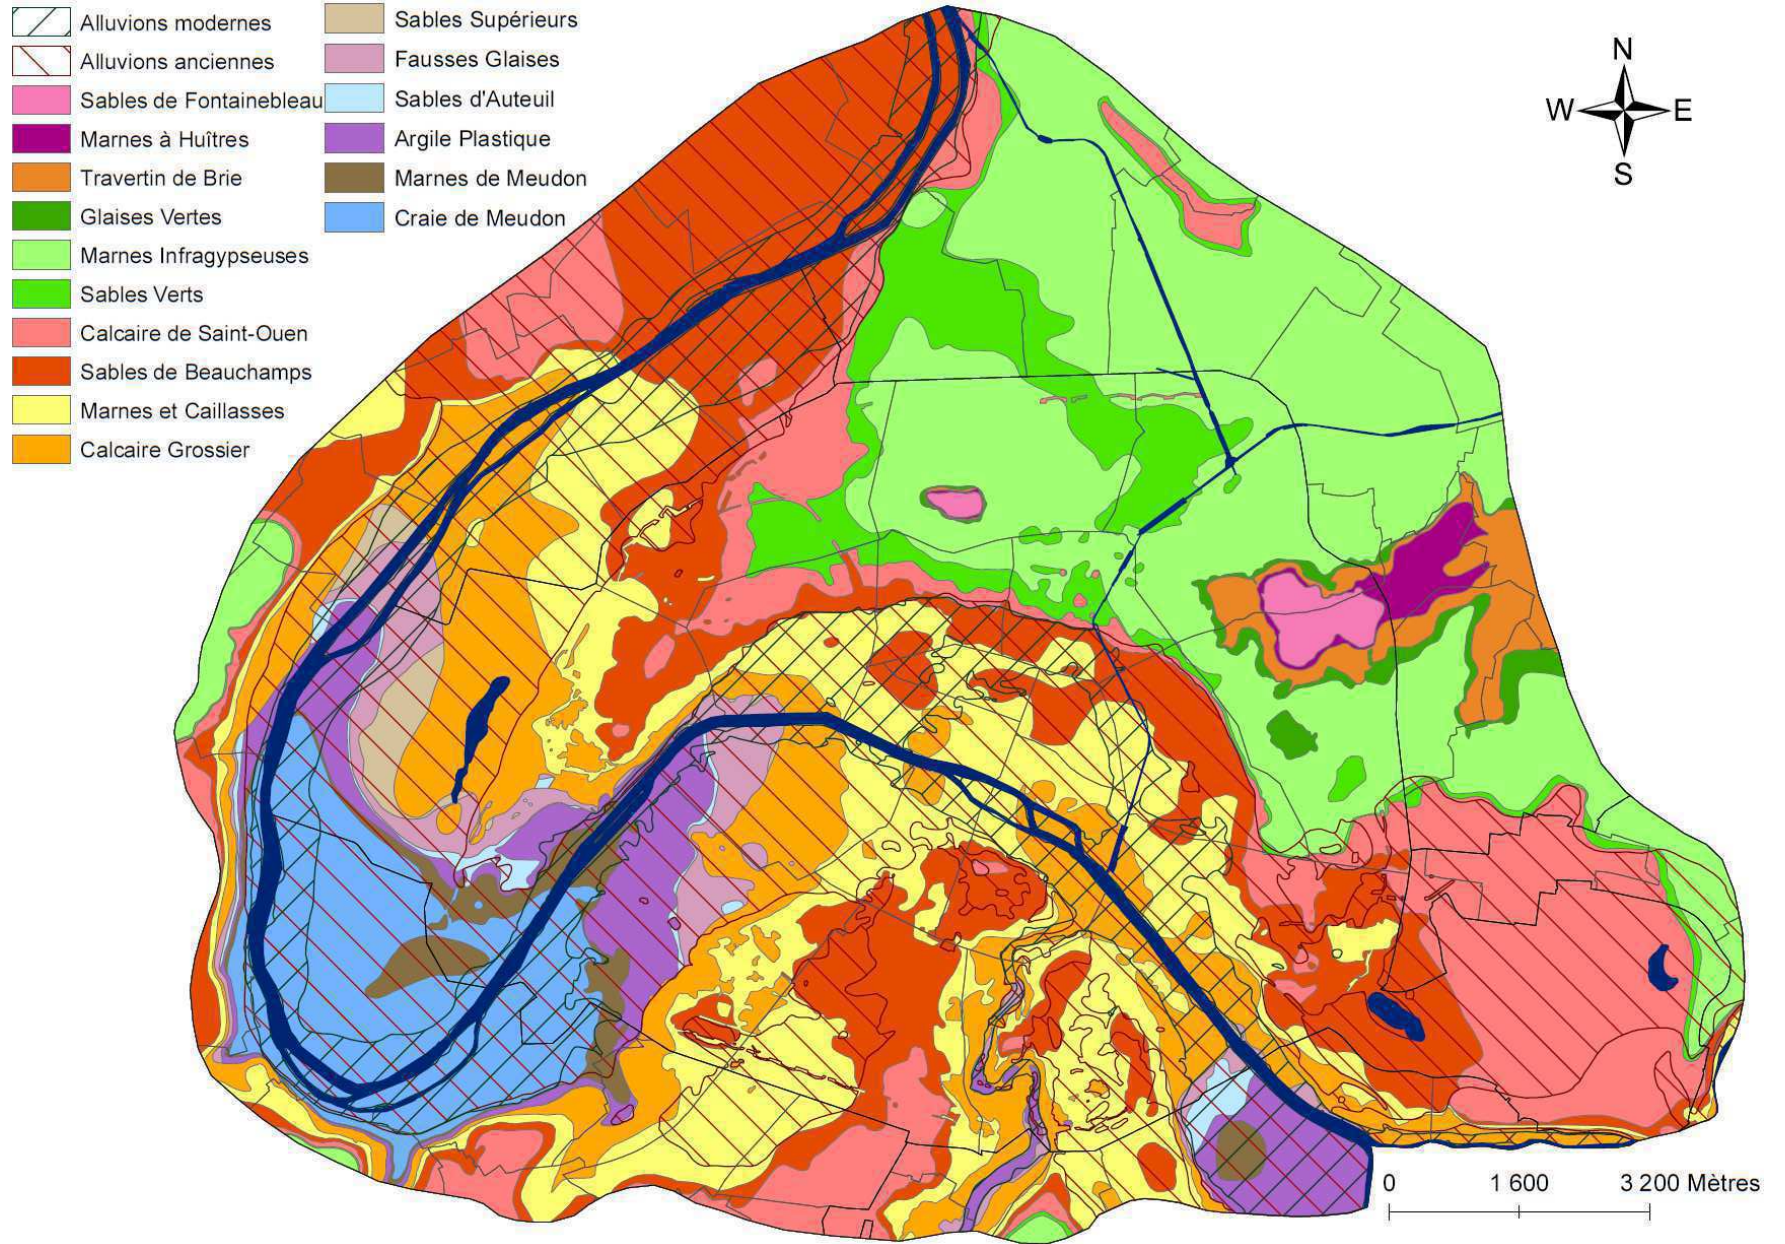 Alluvions modernes
Alluvions anciennes
Sables de Fontainebleau
Marnes à Huîtres
Travertin de Brie
Glaises Vertes
Marnes Infragypseuses
Sables Verts
Calcaire de Saint-Ouen
Sables de Beauchamps
Marnes et Caillasses
Calcaire Grossier
Sables Supérieurs
Fausses Glaises
Sables d'Auteuil
Argile Plastique
Marnes de Meudon
Craie de Meudon
N
W E
S
0 1 600 3 200 Mètres